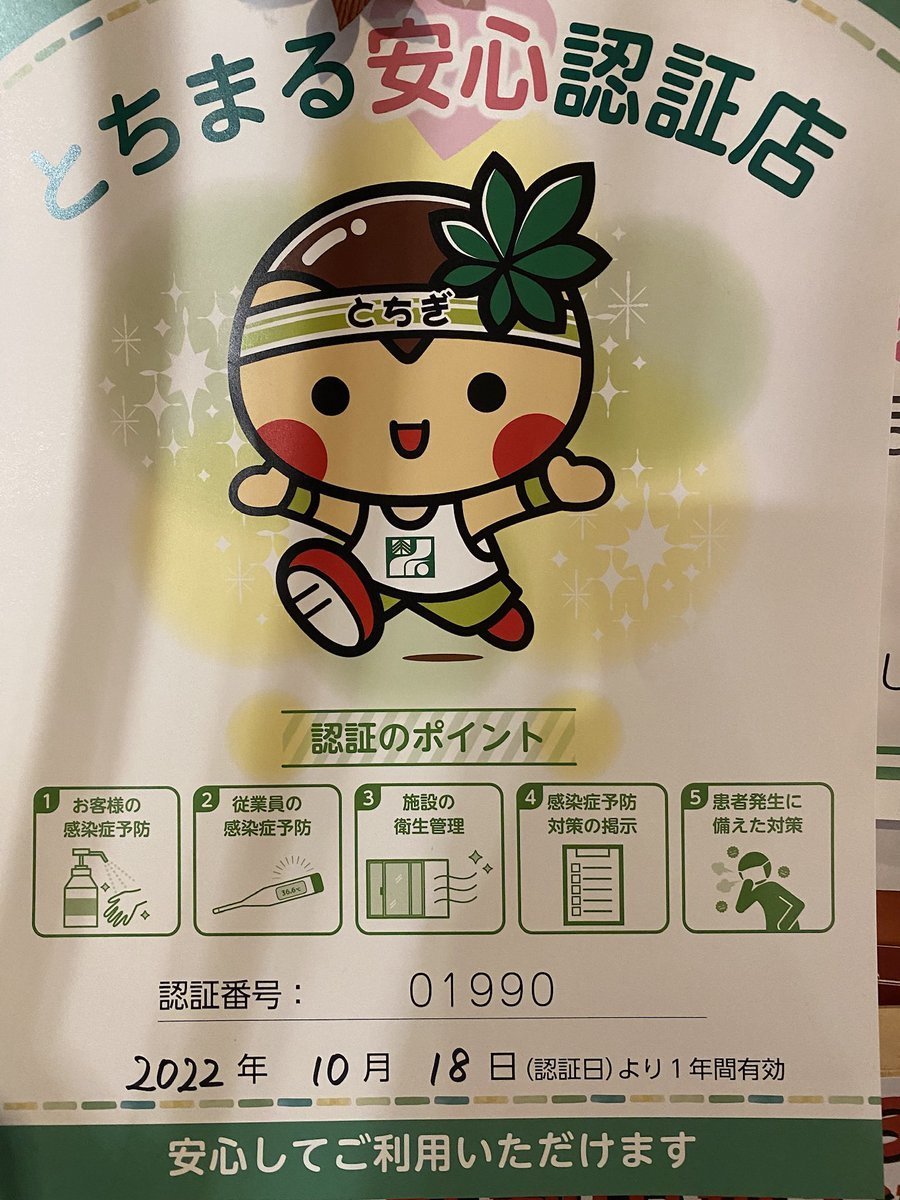 とちまる安心認証店
とちぎ
認証のポイント
1 お客様の
感染症予防
2 従業員の
感染症予防
36.6℃
3 施設の
衛生管理
4 感染症予防
対策の掲示
5 患者発生に
備えた対策
認証番号： 01990
2022 年 10 月 18 日 (認証日) より1年間有効
安心してご利用いただけます